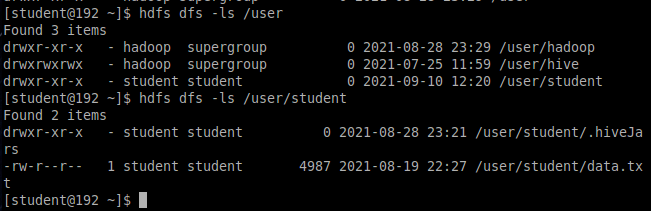 [student@192 ~]$ hdfs dfs -ls /user
Found 3 items
drwxr-xr-x   - hadoop  supergroup          0 2021-08-28 23:29 /user/hadoop
drwxrwxrwx   - hadoop  supergroup          0 2021-07-25 11:59 /user/hive
drwxr-xr-x   - student student             0 2021-09-10 12:20 /user/student
[student@192 ~]$ hdfs dfs -ls /user/student
Found 2 items
drwxr-xr-x   - student student          0 2021-08-28 23:21 /user/student/.hiveJa
rs
-rw-r--r--   1 student student       4987 2021-08-19 22:27 /user/student/data.tx
t
[student@192 ~]$